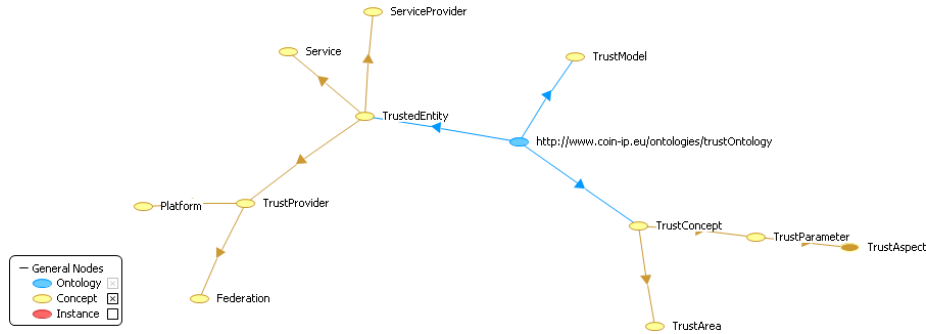 ServiceProvider
Service
TrustModel
TrustedEntity
http://www.coin-ip.eu/ontologies/trustOntology
Platform
TrustProvider
TrustConcept
TrustParameter
TrustAspect
General Nodes
Ontology
Concept
Instance
Federation
TrustArea